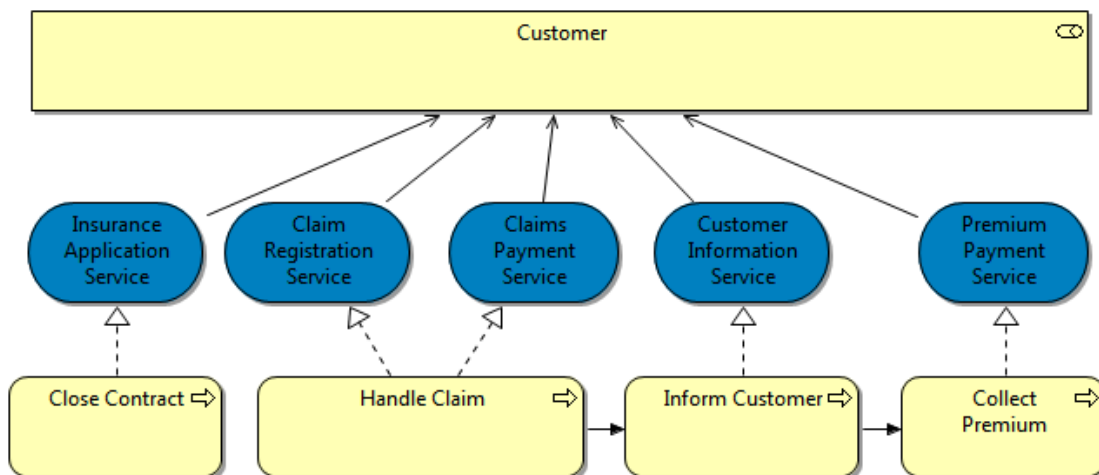 Customer
Insurance
Application
Service
Claim
Registration
Service
Claims
Payment
Service
Customer
Information
Service
Premium
Payment
Service
Close Contract
Handle Claim
Inform Customer
Collect
Premium